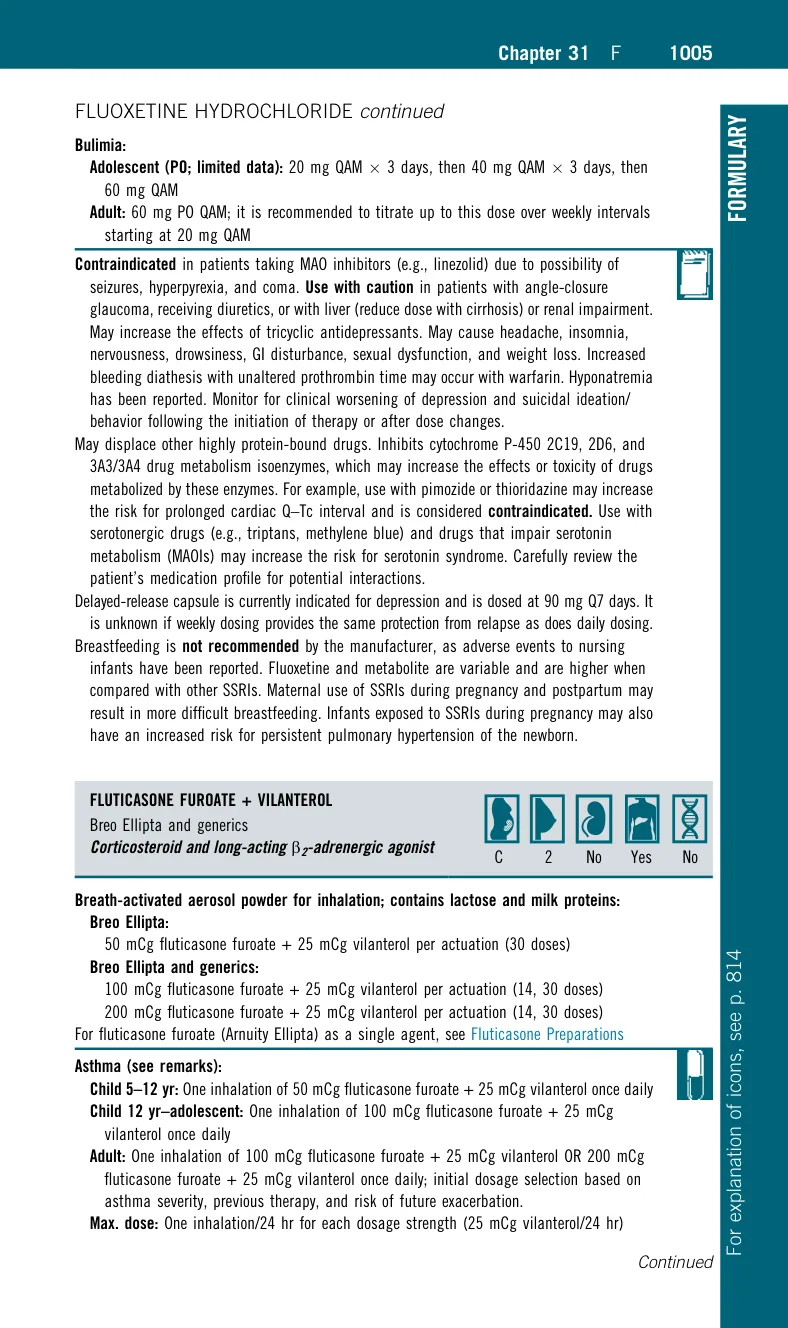 Chapter 31 F 1005
FLUOXETINE HYDROCHLORIDE continued
Bulimia:
Adolescent (PO; limited data): 20 mg QAM × 3 days, then 40 mg QAM × 3 days, then
60 mg QAM
Adult: 60 mg PO QAM; it is recommended to titrate up to this dose over weekly intervals
starting at 20 mg QAM
Contraindicated in patients taking MAO inhibitors (e.g., linezolid) due to possibility of
seizures, hyperpyrexia, and coma. Use with caution in patients with angle-closure
glaucoma, receiving diuretics, or with liver (reduce dose with cirrhosis) or renal impairment.
May increase the effects of tricyclic antidepressants. May cause headache, insomnia,
nervousness, drowsiness, GI disturbance, sexual dysfunction, and weight loss. Increased
bleeding diathesis with unaltered prothrombin time may occur with warfarin. Hyponatremia
has been reported. Monitor for clinical worsening of depression and suicidal ideation/
behavior following the initiation of therapy or after dose changes.
May displace other highly protein-bound drugs. Inhibits cytochrome P-450 2C19, 2D6, and
3A3/3A4 drug metabolism isoenzymes, which may increase the effects or toxicity of drugs
metabolized by these enzymes. For example, use with pimozide or thioridazine may increase
the risk for prolonged cardiac Q–Tc interval and is considered contraindicated. Use with
serotonergic drugs (e.g., triptans, methylene blue) and drugs that impair serotonin
metabolism (MAOIs) may increase the risk for serotonin syndrome. Carefully review the
patient's medication profile for potential interactions.
Delayed-release capsule is currently indicated for depression and is dosed at 90 mg Q7 days. It
is unknown if weekly dosing provides the same protection from relapse as does daily dosing.
Breastfeeding is not recommended by the manufacturer, as adverse events to nursing
infants have been reported. Fluoxetine and metabolite are variable and are higher when
compared with other SSRIs. Maternal use of SSRIs during pregnancy and postpartum may
result in more difficult breastfeeding. Infants exposed to SSRIs during pregnancy may also
have an increased risk for persistent pulmonary hypertension of the newborn.
FLUTICASONE FUROATE + VILANTEROL
Breo Ellipta and generics
Corticosteroid and long-acting β2-adrenergic agonist
C 2 No Yes No
Breath-activated aerosol powder for inhalation; contains lactose and milk proteins:
Breo Ellipta:
50 mCg fluticasone furoate + 25 mCg vilanterol per actuation (30 doses)
Breo Ellipta and generics:
100 mCg fluticasone furoate + 25 mCg vilanterol per actuation (14, 30 doses)
200 mCg fluticasone furoate + 25 mCg vilanterol per actuation (14, 30 doses)
For fluticasone furoate (Arnuity Ellipta) as a single agent, see Fluticasone Preparations
Asthma (see remarks):
Child 5–12 yr: One inhalation of 50 mCg fluticasone furoate + 25 mCg vilanterol once daily
Child 12 yr–adolescent: One inhalation of 100 mCg fluticasone furoate + 25 mCg
vilanterol once daily
Adult: One inhalation of 100 mCg fluticasone furoate + 25 mCg vilanterol OR 200 mCg
fluticasone furoate + 25 mCg vilanterol once daily; initial dosage selection based on
asthma severity, previous therapy, and risk of future exacerbation.
Max. dose: One inhalation/24 hr for each dosage strength (25 mCg vilanterol/24 hr)
Continued
FORMULARY
For explanation of icons, see p. 814